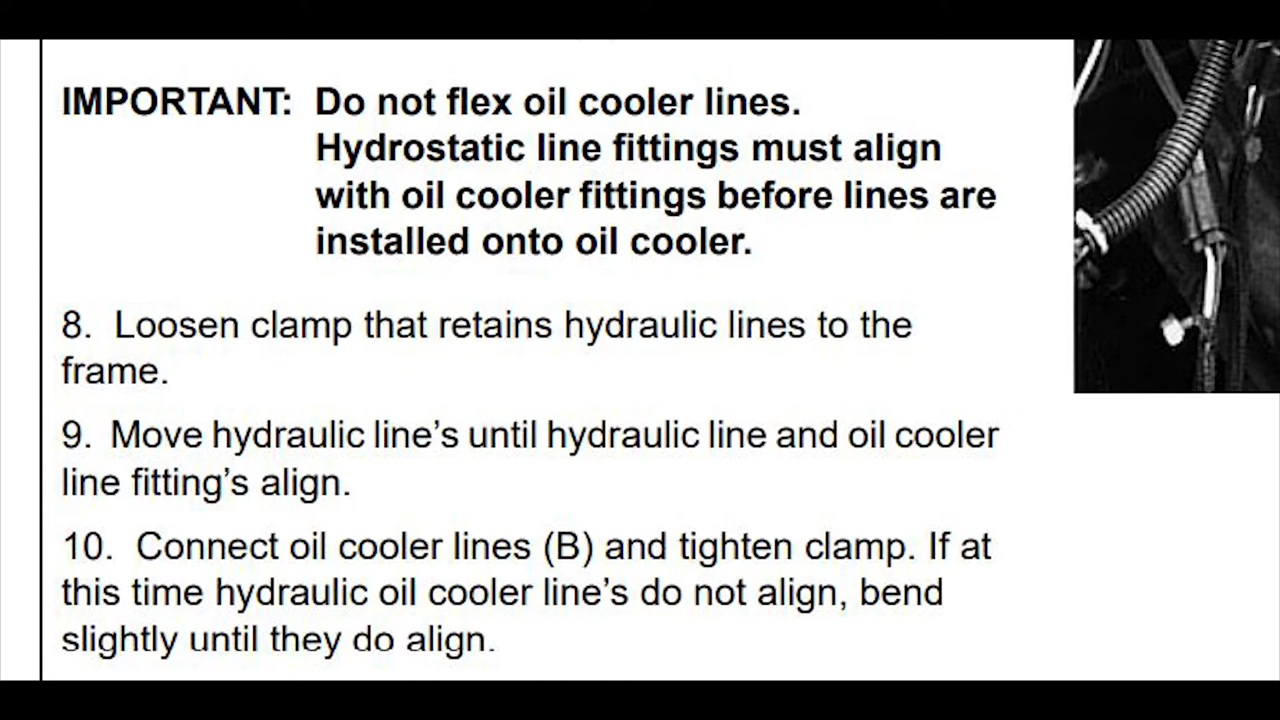 IMPORTANT: Do not flex oil cooler lines.
Hydrostatic line fittings must align
with oil cooler fittings before lines are
installed onto oil cooler.
8. Loosen clamp that retains hydraulic lines to the
frame.
9. Move hydraulic line’s until hydraulic line and oil cooler
line fitting’s align.
10. Connect oil cooler lines (B) and tighten clamp. If at
this time hydraulic oil cooler line’s do not align, bend
slightly until they do align.